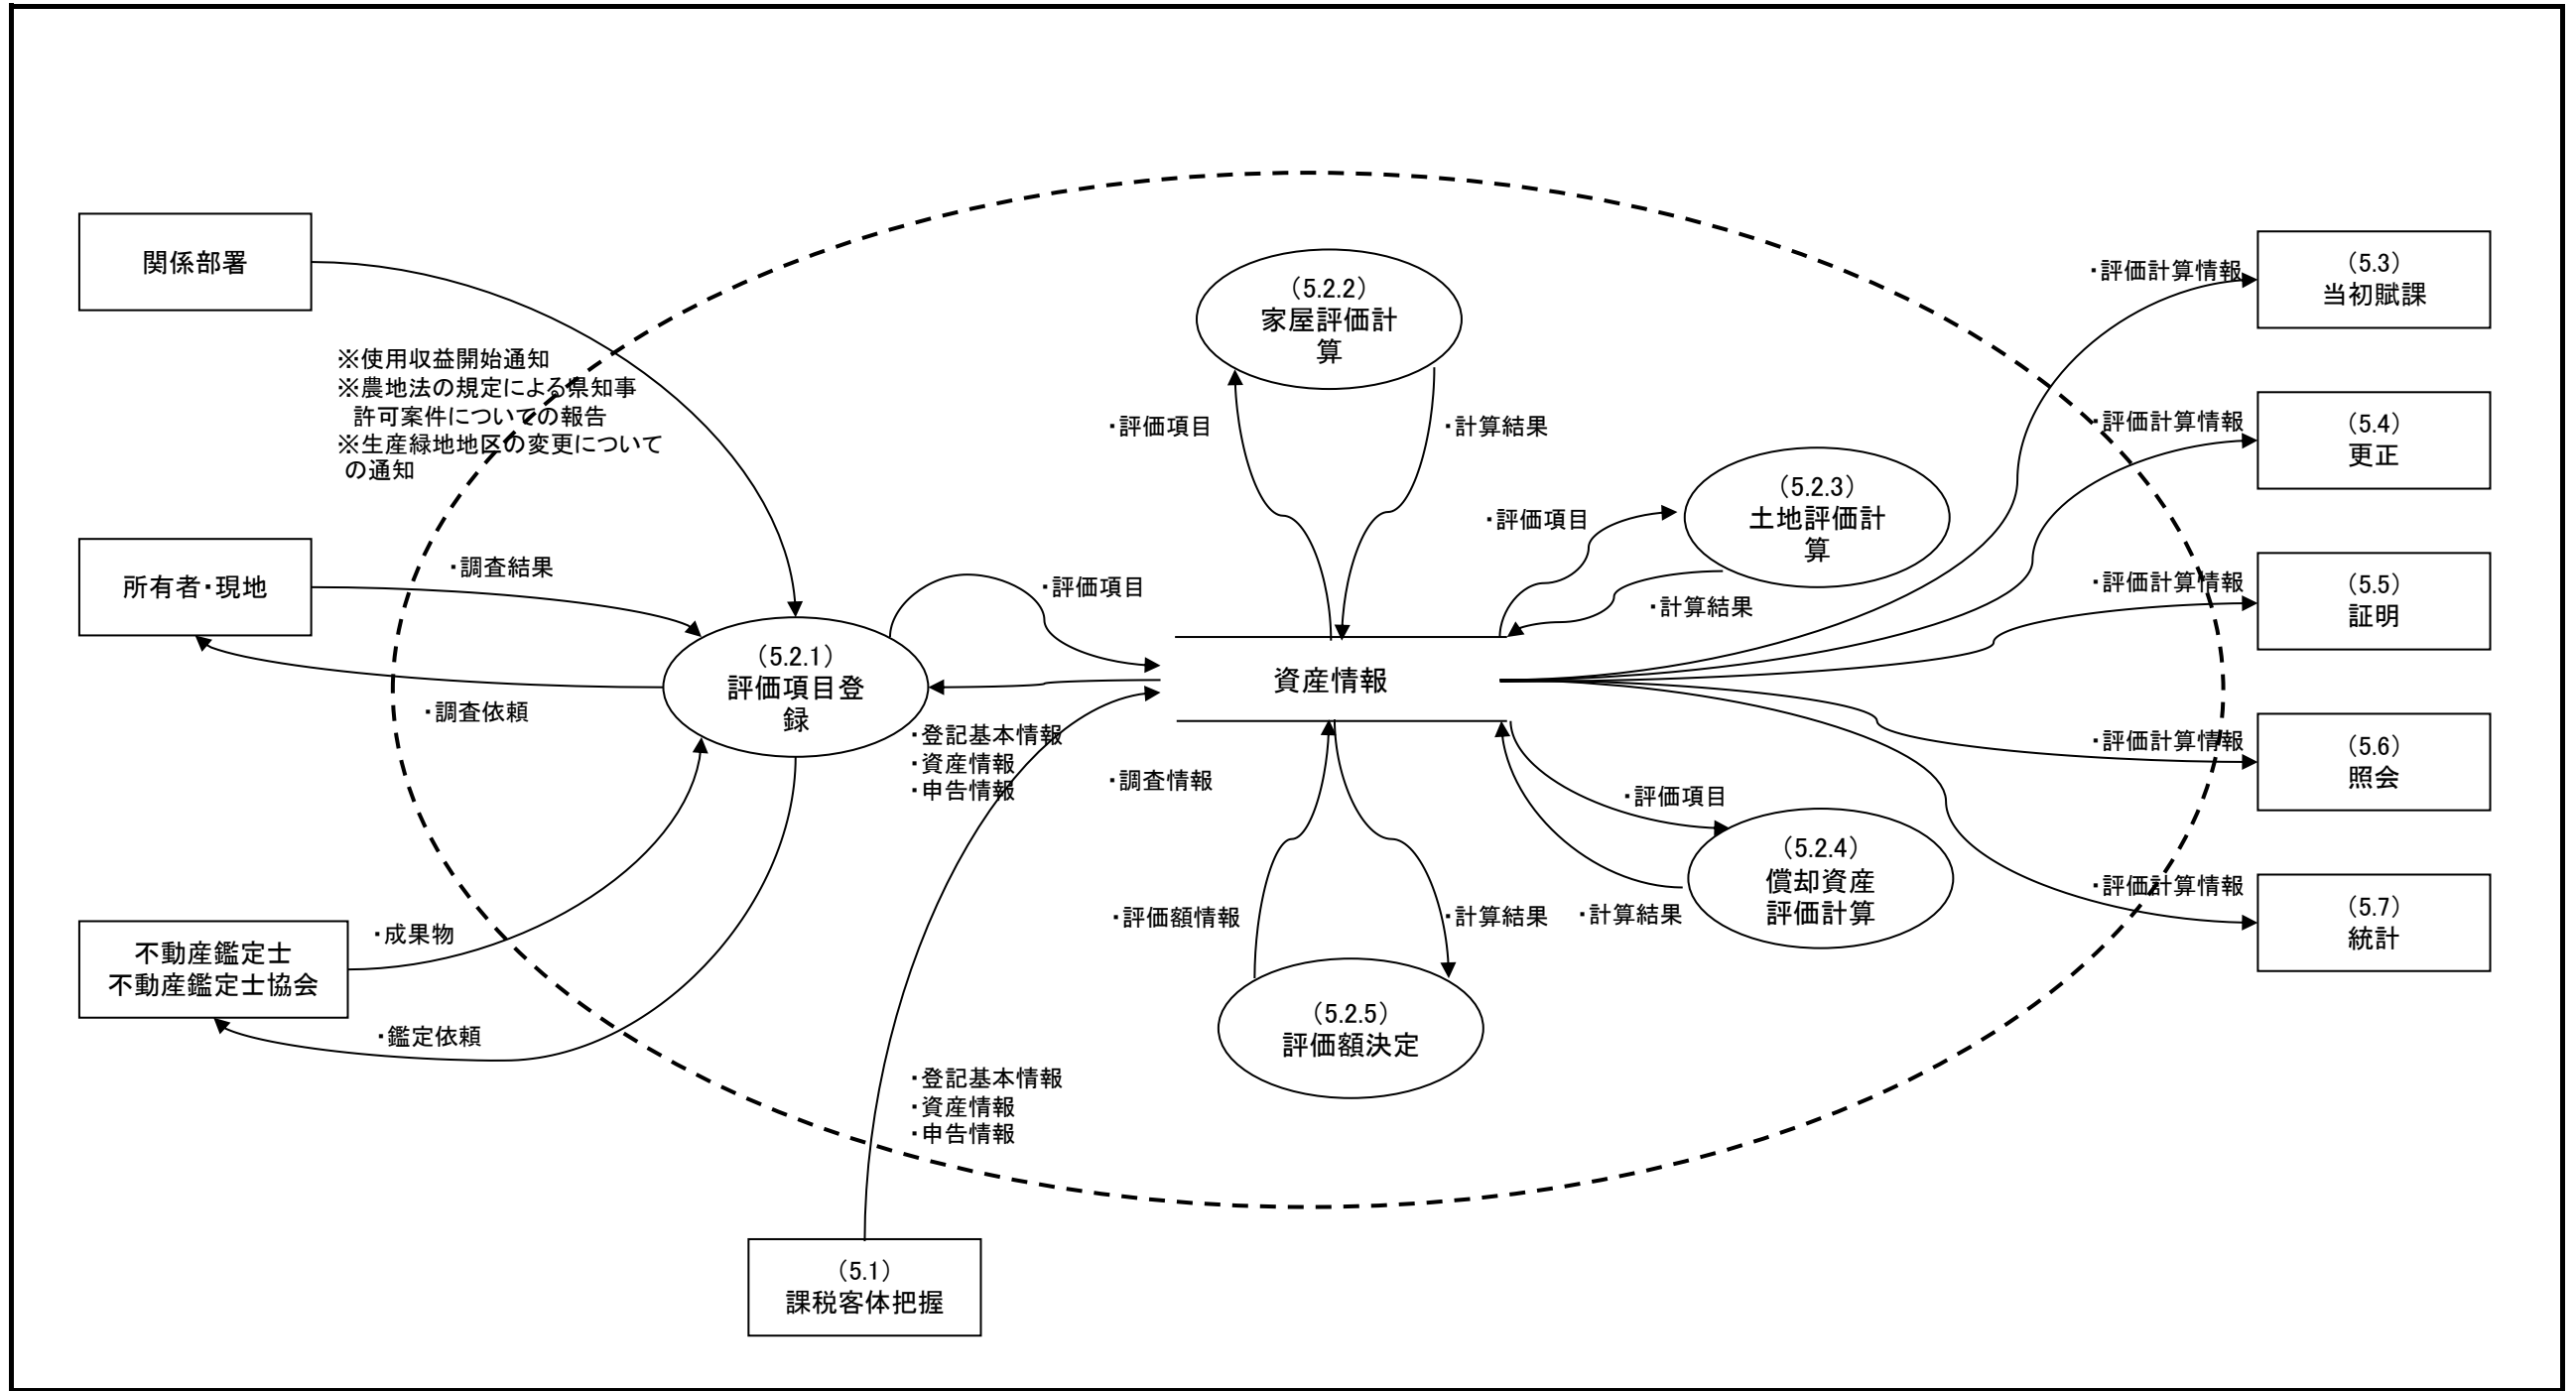 関係部署
※使用収益開始通知
※農地法の規定による県知事
許可案件についての報告
※生産緑地地区の変更について
の通知
所有者・現地
・調査結果
・調査依頼
不動産鑑定士
不動産鑑定士協会
・成果物
・鑑定依頼
（5.2.1）
評価項目登
録
・評価項目
・登記基本情報
・資産情報
・申告情報
・調査情報
・登記基本情報
・資産情報
・申告情報
（5.1）
課税客体把握
（5.2.2）
家屋評価計
算
・評価項目
・計算結果
資産情報
（5.2.3）
土地評価計
算
・評価項目
・計算結果
・評価項目
（5.2.4）
償却資産
評価計算
・計算結果
・評価額情報
・計算結果
（5.2.5）
評価額決定
・評価計算情報
（5.3）
当初賦課
・評価計算情報
（5.4）
更正
・評価計算情報
（5.5）
証明
・評価計算情報
（5.6）
照会
・評価計算情報
（5.7）
統計